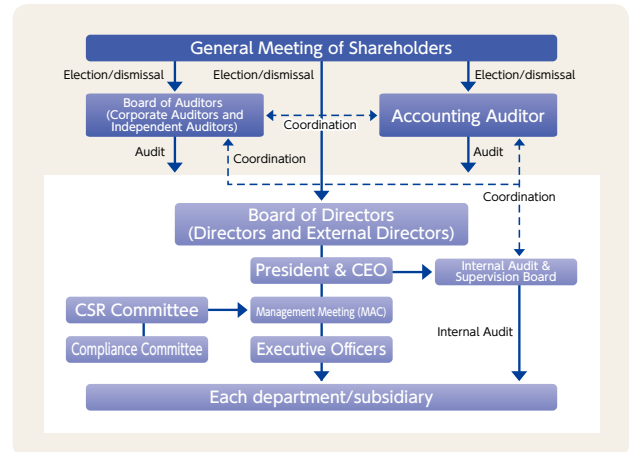 General Meeting of Shareholders
Election/dismissal
Election/dismissal
Election/dismissal
Board of Auditors
(Corporate Auditors and
Independent Auditors)
Coordination
Accounting Auditor
Audit
Coordination
Audit
Coordination
Board of Directors
(Directors and External Directors)
President & CEO
Internal Audit &
Supervision Board
CSR Committee
Management Meeting (MAC)
Internal Audit
Compliance Committee
Executive Officers
Each department/subsidiary